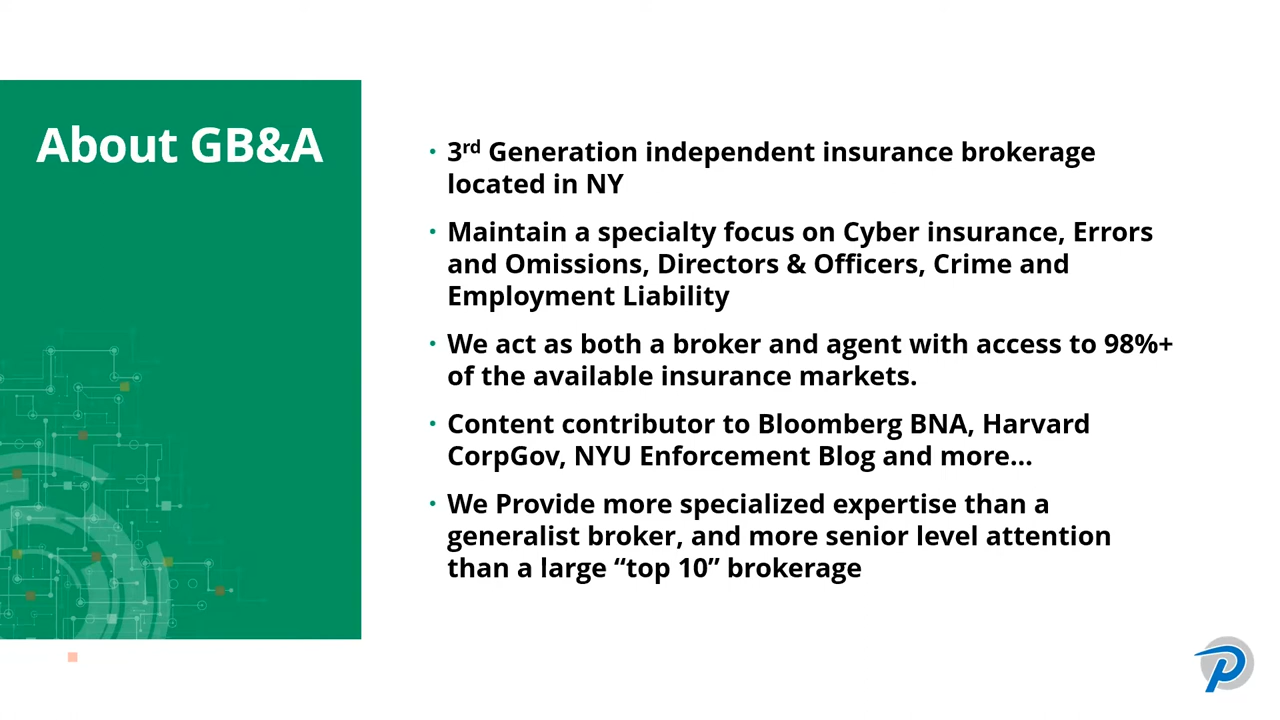 About GB&A
• 3rd Generation independent insurance brokerage
located in NY
• Maintain a specialty focus on Cyber insurance, Errors
and Omissions, Directors & Officers, Crime and
Employment Liability
• We act as both a broker and agent with access to 98%+
of the available insurance markets.
• Content contributor to Bloomberg BNA, Harvard
CorpGov, NYU Enforcement Blog and more...
• We Provide more specialized expertise than a
generalist broker, and more senior level attention
than a large “top 10” brokerage